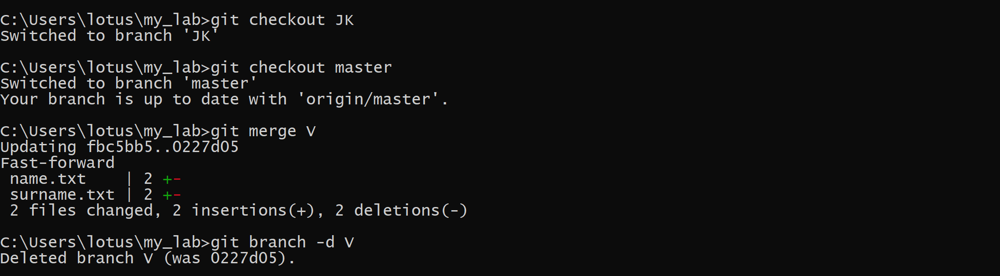 C:\Users\lotus\my_lab>git checkout JK
Switched to branch 'JK'
C:\Users\lotus\my_lab>git checkout master
Switched to branch 'master'
Your branch is up to date with 'origin/master'.
C:\Users\lotus\my_lab>git merge V
Updating fbc5bb5..0227d05
Fast-forward
 name.txt    | 2 +-
 surname.txt | 2 +-
 2 files changed, 2 insertions(+), 2 deletions(-)
C:\Users\lotus\my_lab>git branch -d V
Deleted branch V (was 0227d05).